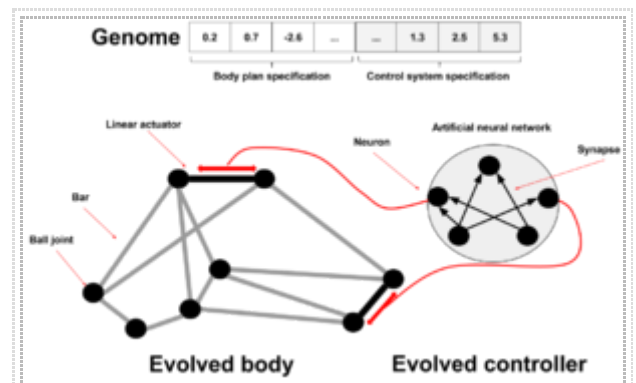 Genome 0.2 0.7 -2.6 ... ... 1.3 2.5 5.3
Body plan specification Control system specification
Linear actuator
Artificial neural network
Neuron
Synapse
Bar
Ball joint
Evolved body Evolved controller